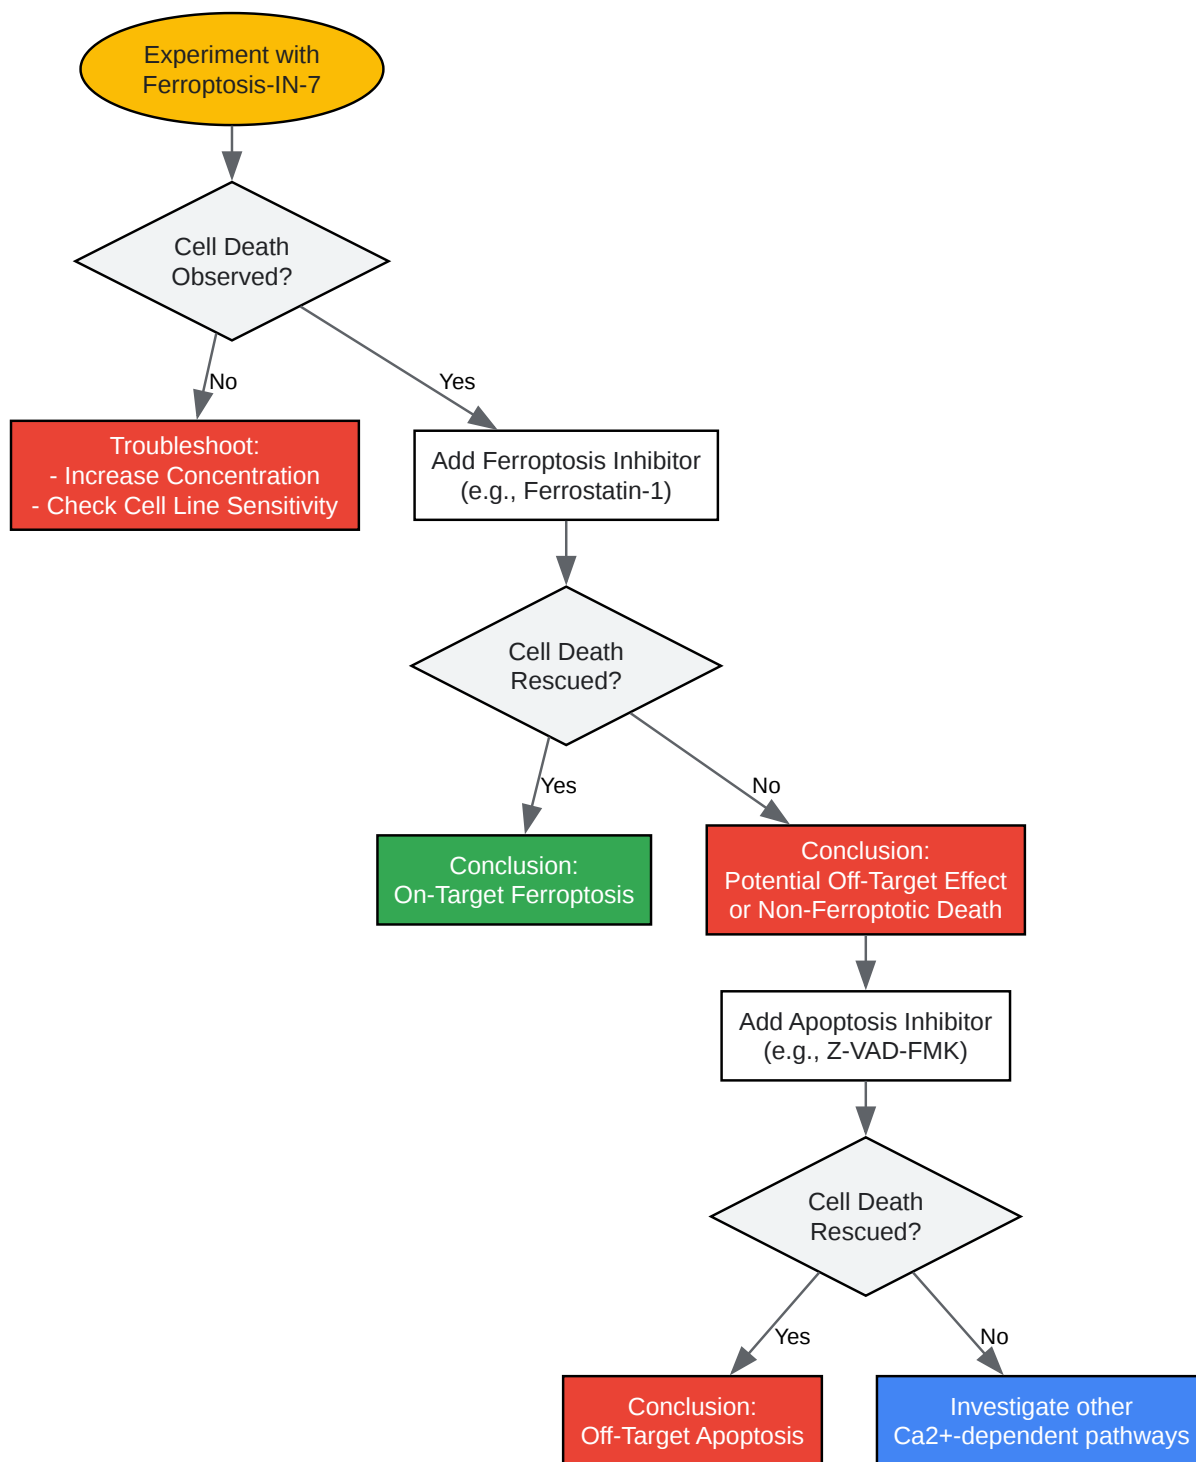 Experiment with
Ferroptosis-IN-7
Cell Death
Observed?
No
Yes
Troubleshoot:
- Increase Concentration
- Check Cell Line Sensitivity
Add Ferroptosis Inhibitor
(e.g., Ferrostatin-1)
Cell Death
Rescued?
Yes
No
Conclusion:
On-Target Ferroptosis
Conclusion:
Potential Off-Target Effect
or Non-Ferroptotic Death
Add Apoptosis Inhibitor
(e.g., Z-VAD-FMK)
Cell Death
Rescued?
Yes
No
Conclusion:
Off-Target Apoptosis
Investigate other
Ca2+-dependent pathways